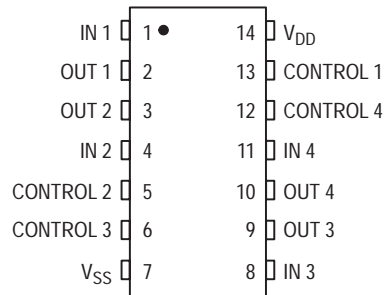 IN 1 1 14 V_DD
OUT 1 2 13 CONTROL 1
OUT 2 3 12 CONTROL 4
IN 2 4 11 IN 4
CONTROL 2 5 10 OUT 4
CONTROL 3 6 9 OUT 3
V_SS 7 8 IN 3